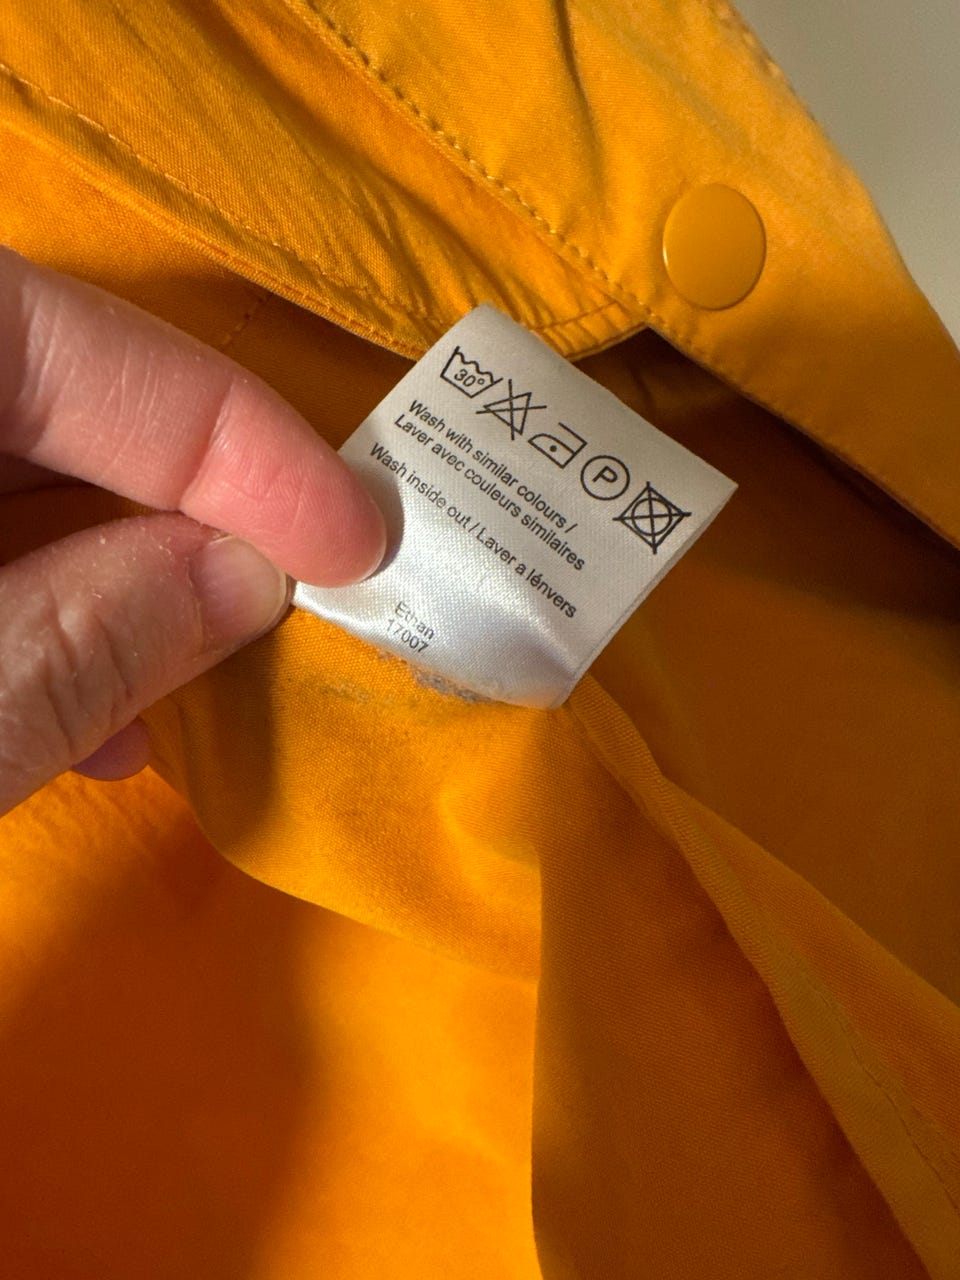 30°
P
Wash with similar colours /
Laver avec couleurs similaires
Wash inside out / Laver a lénvers
Ethan
17007